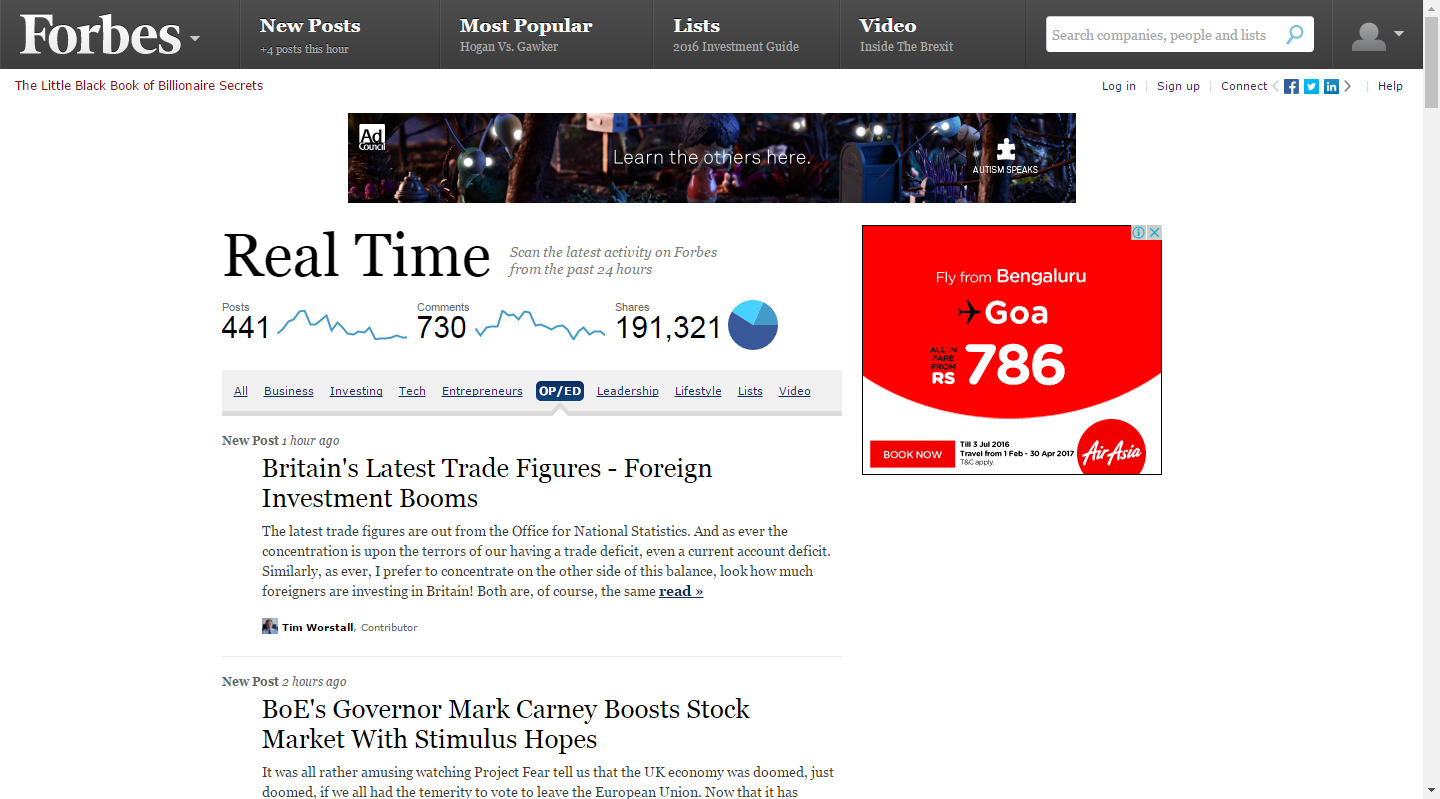 Forbes
New Posts
+4 posts this hour
Most Popular
Hogan Vs. Gawker
Lists
2016 Investment Guide
Video
Inside The Brexit
Search companies, people and lists
The Little Black Book of Billionaire Secrets
Log in | Sign up | Connect Help
Ad
Council
Learn the others here.
AUTISM SPEAKS
Real Time
Scan the latest activity on Forbes
from the past 24 hours
Posts
441
Comments
730
Shares
191,321
All Business Investing Tech Entrepreneurs OP/ED Leadership Lifestyle Lists Video
New Post 1 hour ago
Britain's Latest Trade Figures - Foreign
Investment Booms
The latest trade figures are out from the Office for National Statistics. And as ever the
concentration is upon the terrors of our having a trade deficit, even a current account deficit.
Similarly, as ever, I prefer to concentrate on the other side of this balance, look how much
foreigners are investing in Britain! Both are, of course, the same read »
Tim Worstall, Contributor
New Post 2 hours ago
BoE's Governor Mark Carney Boosts Stock
Market With Stimulus Hopes
It was all rather amusing watching Project Fear tell us that the UK economy was doomed, just
doomed, if we all had the temerity to vote to leave the European Union. Now that it has
Fly from Bengaluru
Goa
ALL IN
FARE
FROM
RS 786
BOOK NOW
Till 3 Jul 2016
Travel from 1 Feb - 30 Apr 2017
T&C apply.
AirAsia